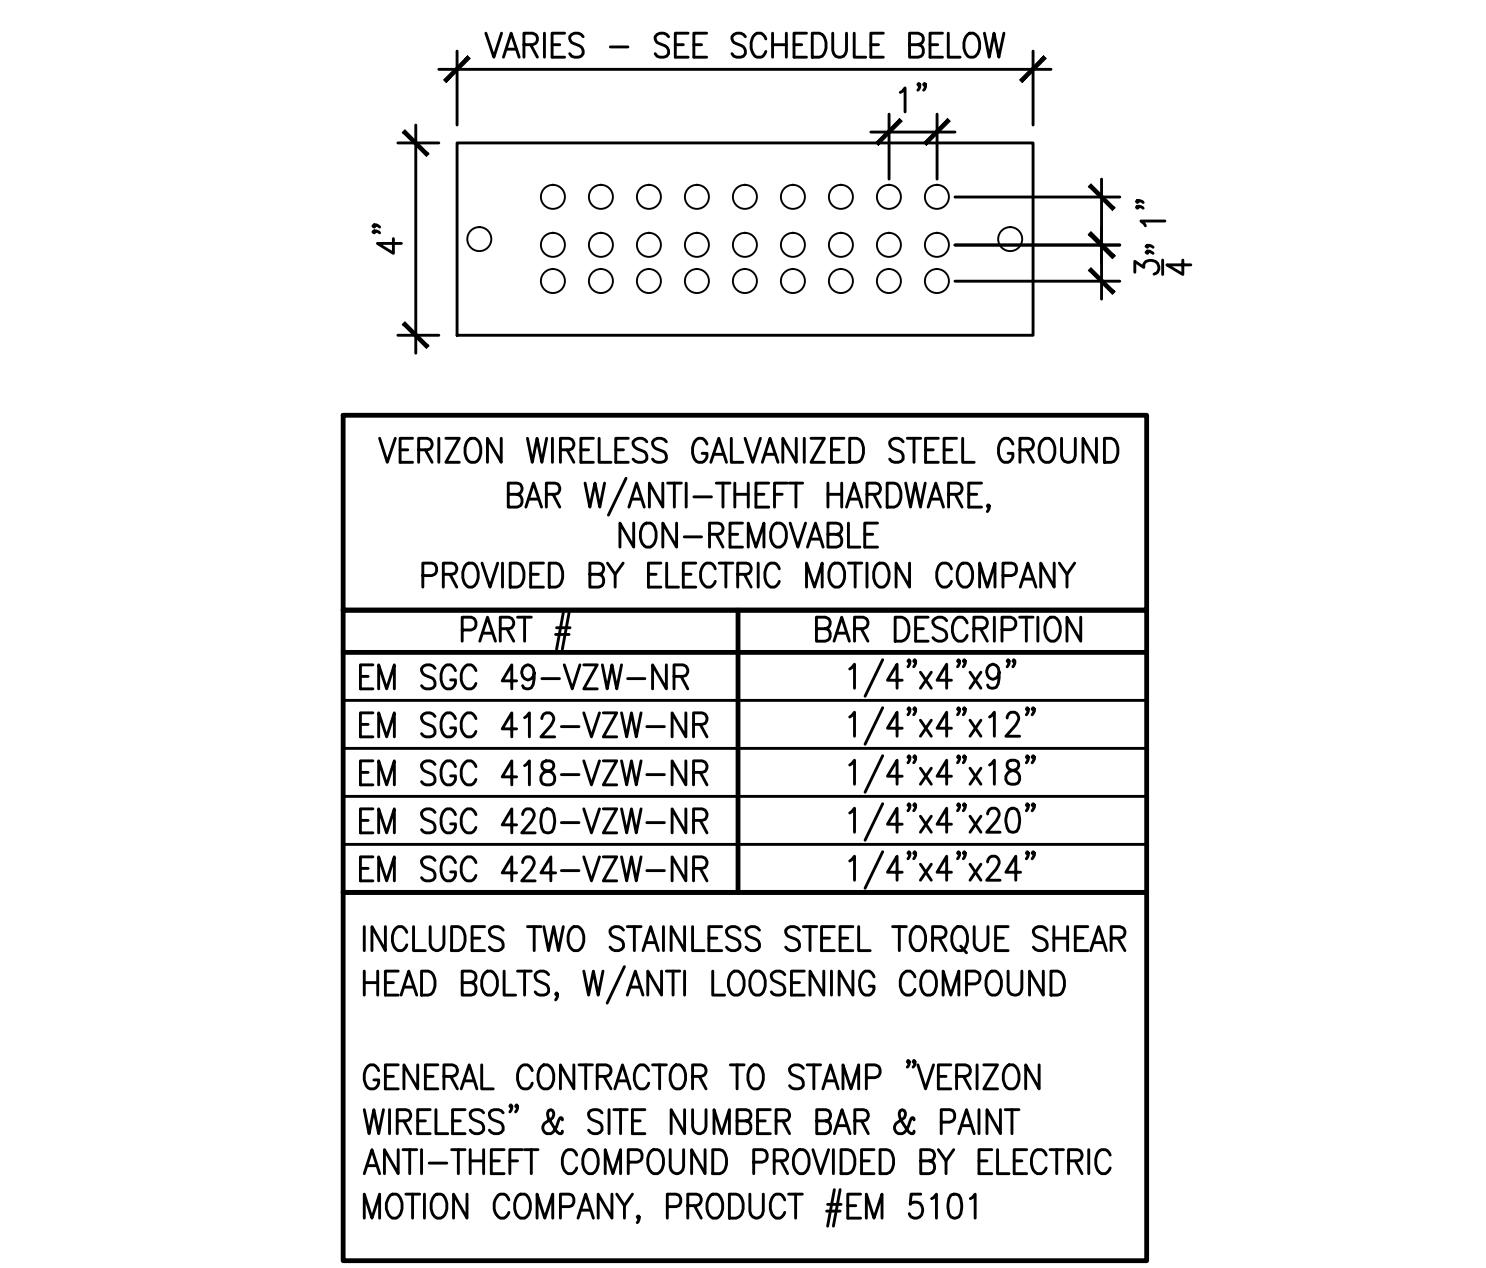 VARIES - SEE SCHEDULE BELOW
1"
4"
1"
3/4"
VERIZON WIRELESS GALVANIZED STEEL GROUND
BAR W/ANTI-THEFT HARDWARE,
NON-REMOVABLE
PROVIDED BY ELECTRIC MOTION COMPANY
PART # BAR DESCRIPTION
EM SGC 49-VZW-NR 1/4"x4"x9"
EM SGC 412-VZW-NR 1/4"x4"x12"
EM SGC 418-VZW-NR 1/4"x4"x18"
EM SGC 420-VZW-NR 1/4"x4"x20"
EM SGC 424-VZW-NR 1/4"x4"x24"
INCLUDES TWO STAINLESS STEEL TORQUE SHEAR
HEAD BOLTS, W/ANTI LOOSENING COMPOUND
GENERAL CONTRACTOR TO STAMP "VERIZON
WIRELESS" & SITE NUMBER BAR & PAINT
ANTI-THEFT COMPOUND PROVIDED BY ELECTRIC
MOTION COMPANY, PRODUCT #EM 5101